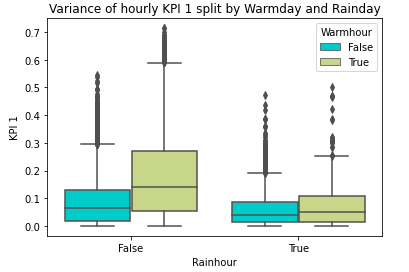 Variance of hourly KPI 1 split by Warmday and Rainday
Warmhour
False
True
KPI 1
0.7
0.6
0.5
0.4
0.3
0.2
0.1
0.0
False
True
Rainhour